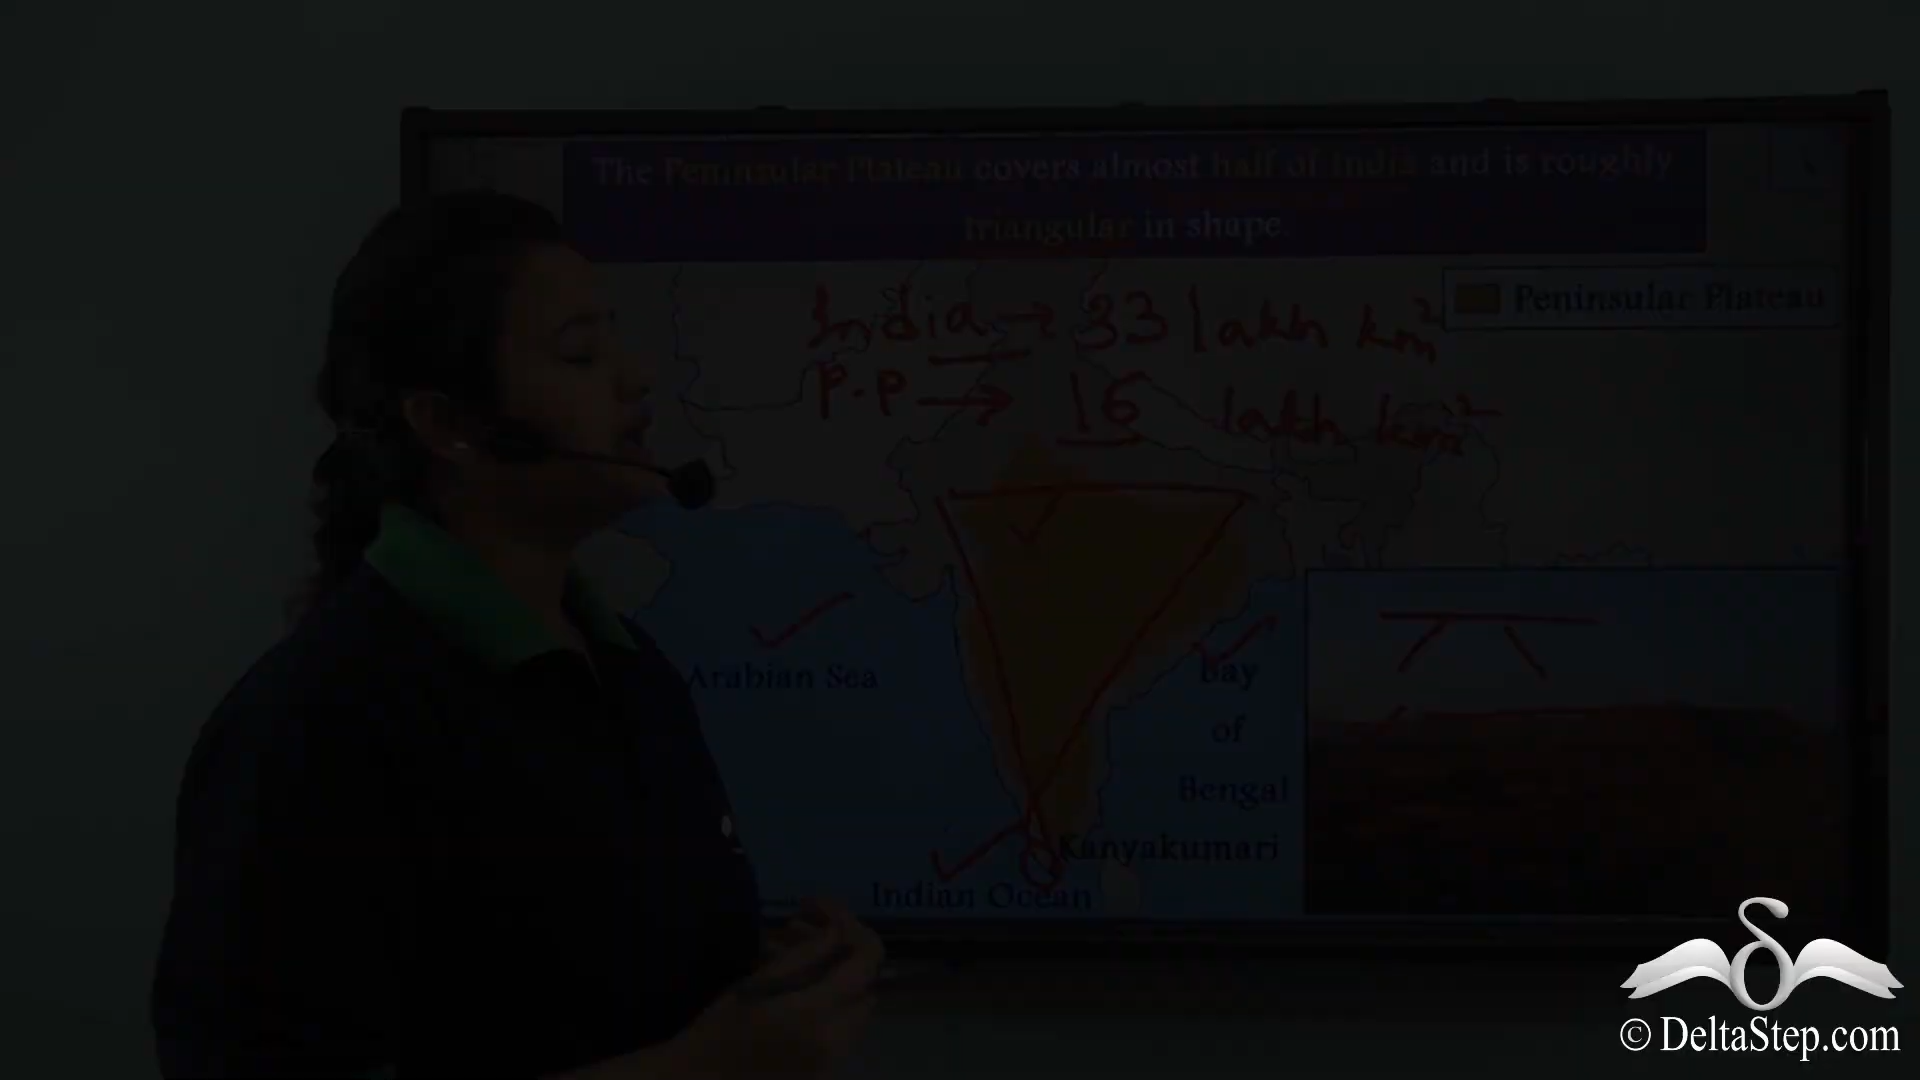 The Peninsular Plateau covers almost half of India and is roughly
triangular in shape
Peninsular Plateau
India → 33 lakh km²
P.P → 16 lakh km²
Arabian Sea
Bay
of
Bengal
Kanyakumari
Indian Ocean
© DeltaStep.com